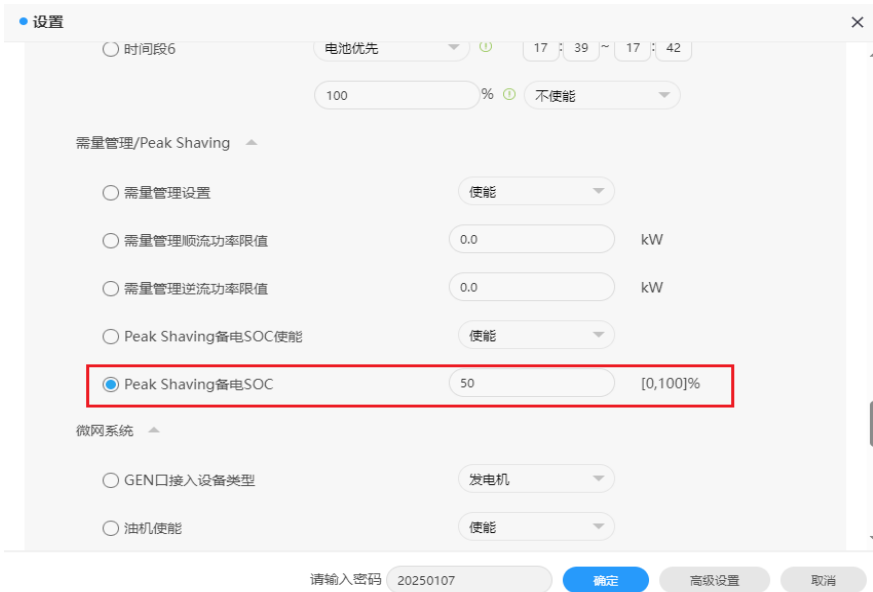 设置
时间段6 电池优先 17 : 39 ~ 17 : 42
100 % 不使能
需量管理/Peak Shaving
需量管理设置 使能
需量管理顺流功率限值 0.0 kW
需量管理逆流功率限值 0.0 kW
Peak Shaving备电SOC使能 使能
Peak Shaving备电SOC 50 [0,100]%
微网系统
GEN口接入设备类型 发电机
油机使能 使能
请输入密码 20250107 确定 高级设置 取消